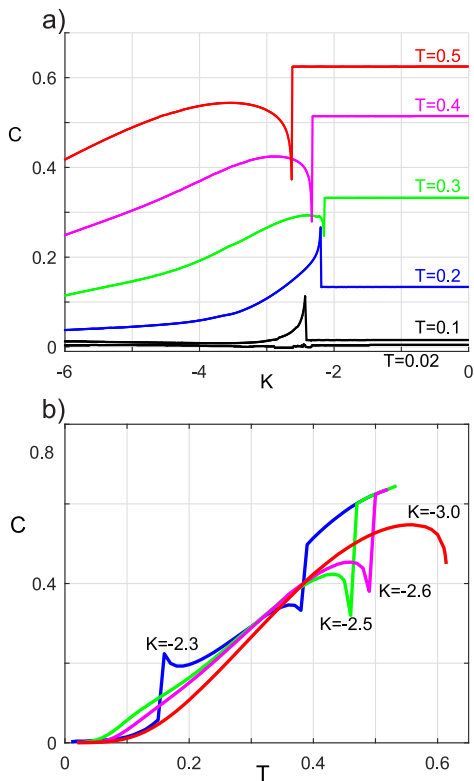 a)
0.6
T=0.5
C
T=0.4
0.4
T=0.3
0.2
T=0.2
T=0.1
0
T=0.02
-6 -4 -2 0
K
b)
0.8
C
K=-3.0
0.4
K=-2.6
K=-2.5
K=-2.3
0
0 0.2 0.4 0.6
T